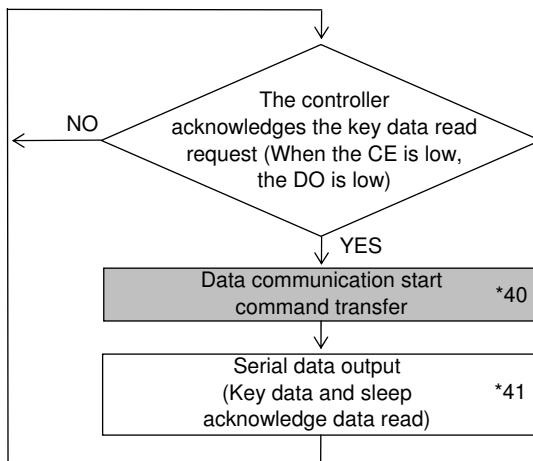 The controller
acknowledges the key data read
request (When the CE is low,
the DO is low)
NO
YES
Data communication start
command transfer
*40
Serial data output
(Key data and sleep
acknowledge data read)
*41